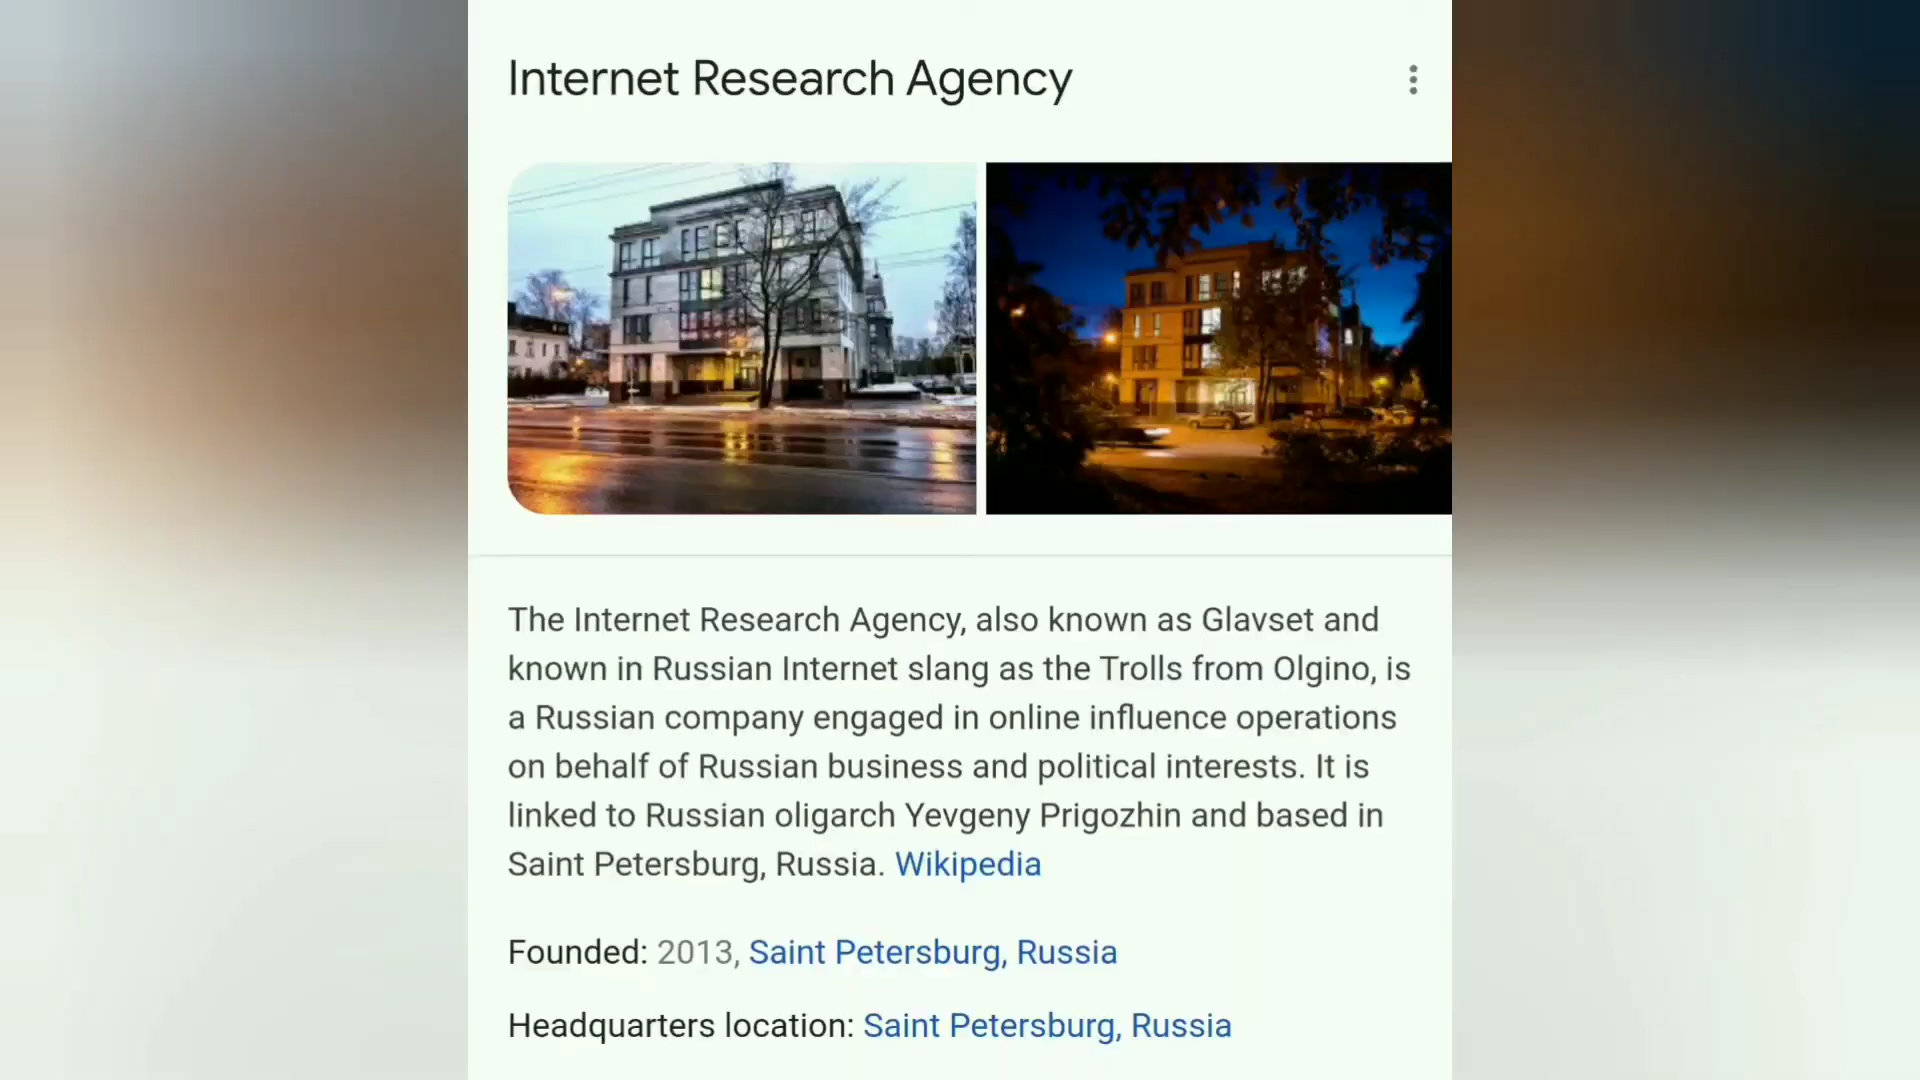 Internet Research Agency
The Internet Research Agency, also known as Glavset and
known in Russian Internet slang as the Trolls from Olgino, is
a Russian company engaged in online influence operations
on behalf of Russian business and political interests. It is
linked to Russian oligarch Yevgeny Prigozhin and based in
Saint Petersburg, Russia. Wikipedia
Founded: 2013, Saint Petersburg, Russia
Headquarters location: Saint Petersburg, Russia